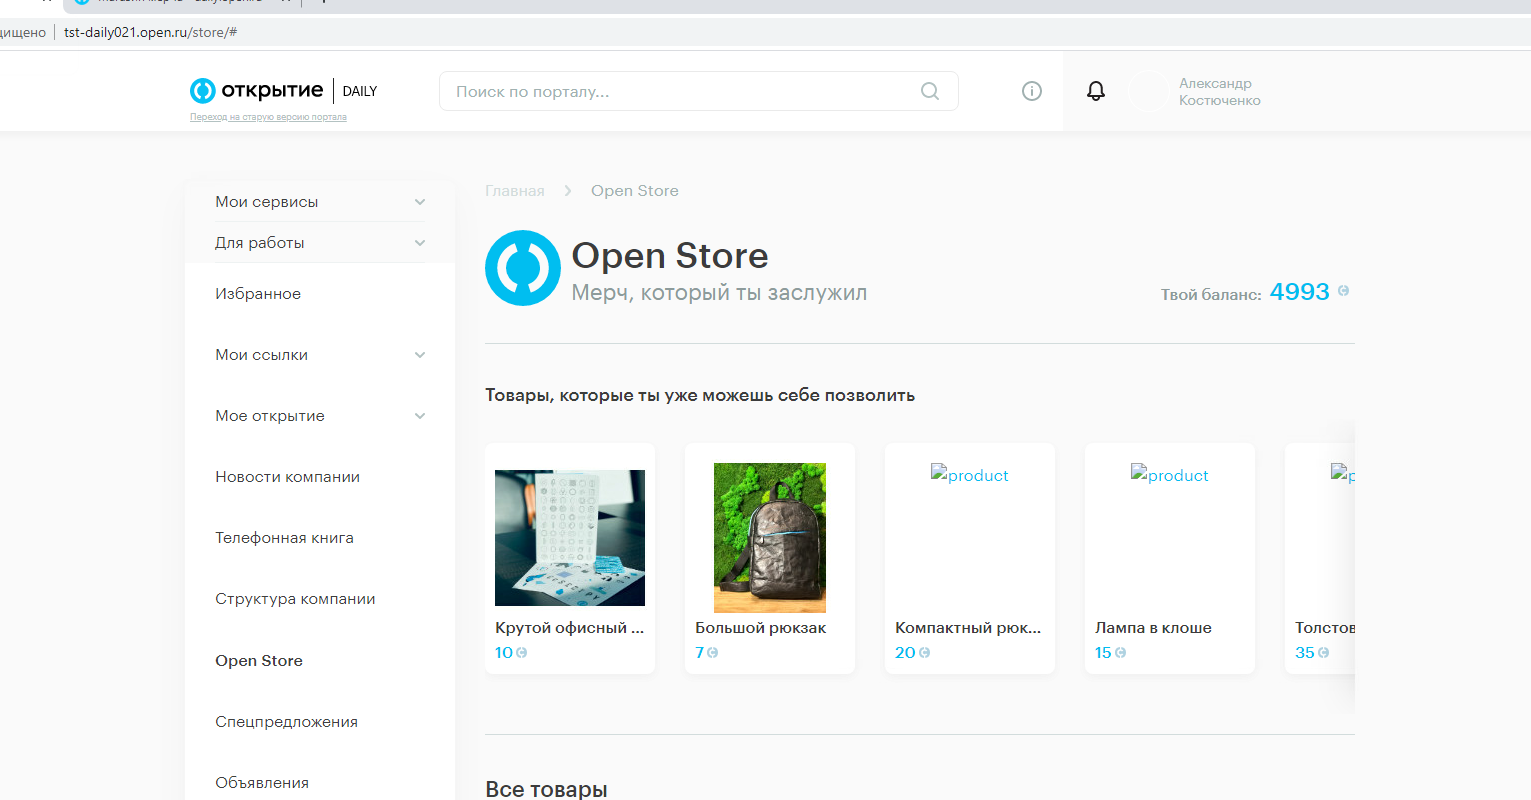 tst-daily021.open.ru/store/#
открытие DAILY
Переход на старую версию портала
Поиск по порталу...
Александр
Костюченко
Мои сервисы
Для работы
Избранное
Мои ссылки
Мое открытие
Новости компании
Телефонная книга
Структура компании
Open Store
Спецпредложения
Объявления
Главная
Open Store
Open Store
Мерч, который ты заслужил
Твой баланс: 4993
Товары, которые ты уже можешь себе позволить
Крутой офисный ...
10
Большой рюкзак
7
product
Компактный рюк...
20
product
Лампа в клоше
15
35
Все товары